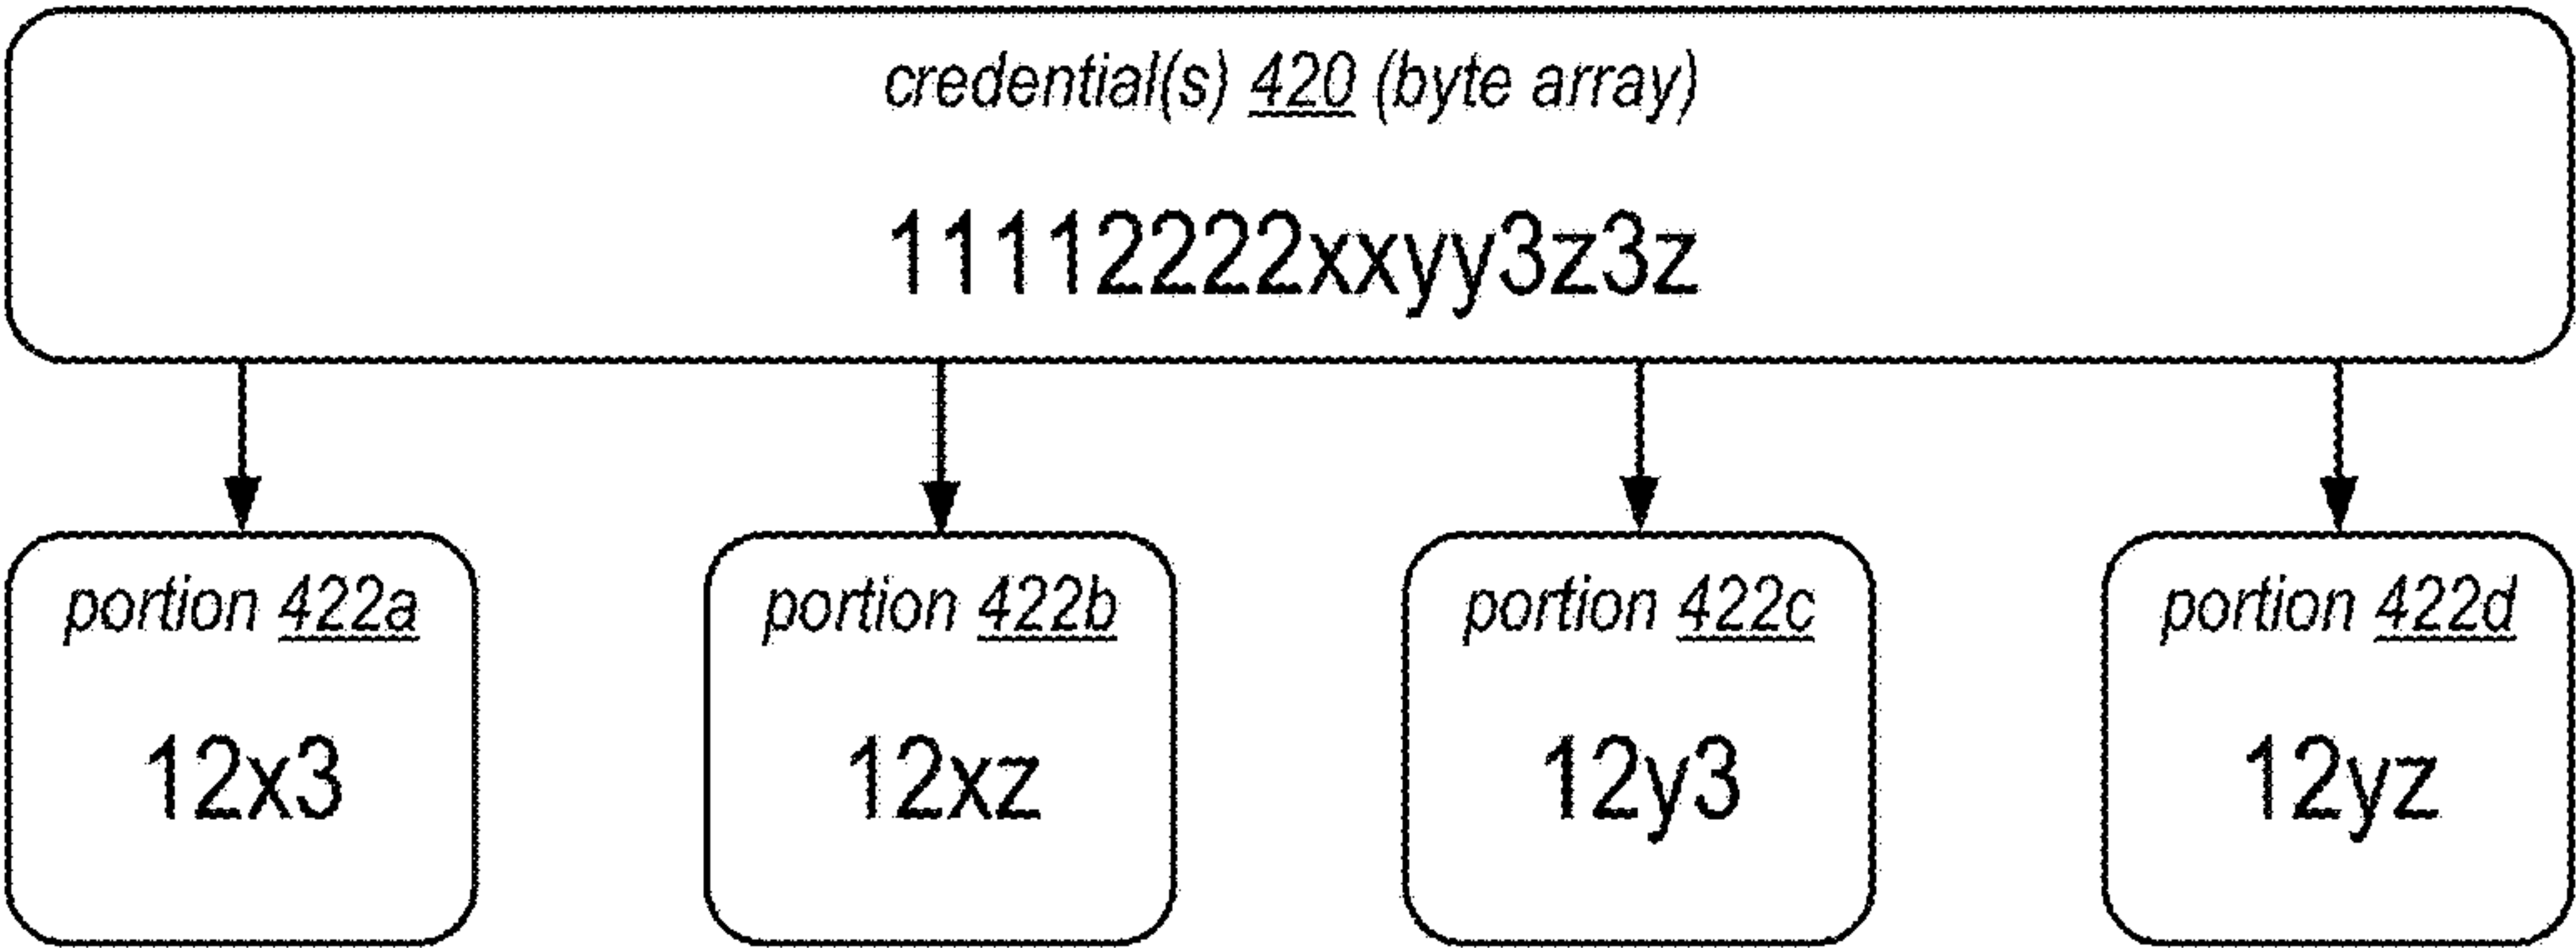 credential(s) 420 (byte array)
11112222xxyy3z3z
portion 422a
12x3
portion 422b
12xz
portion 422c
12y3
portion 422d
12yz